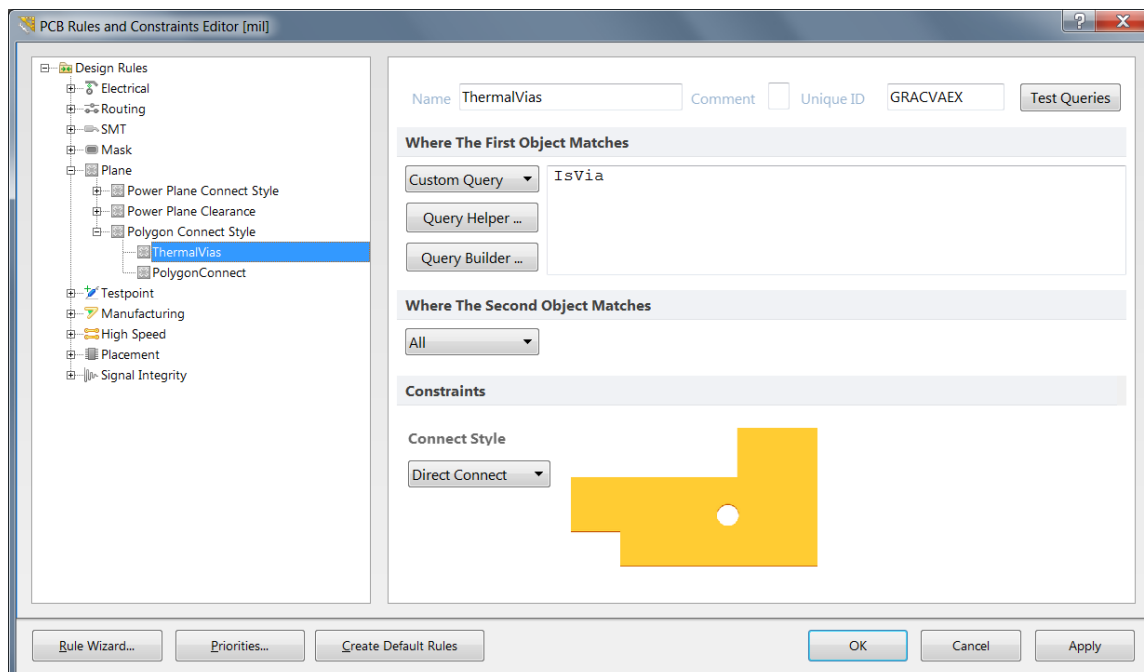 PCB Rules and Constraints Editor [mil]
?
Design Rules
Electrical
Routing
SMT
Mask
Plane
Power Plane Connect Style
Power Plane Clearance
Polygon Connect Style
ThermalVias
PolygonConnect
Testpoint
Manufacturing
High Speed
Placement
Signal Integrity
Name ThermalVias Comment Unique ID GRACVAEX Test Queries
Where The First Object Matches
Custom Query IsVia
Query Helper ...
Query Builder ...
Where The Second Object Matches
All
Constraints
Connect Style
Direct Connect
Rule Wizard... Priorities... Create Default Rules OK Cancel Apply